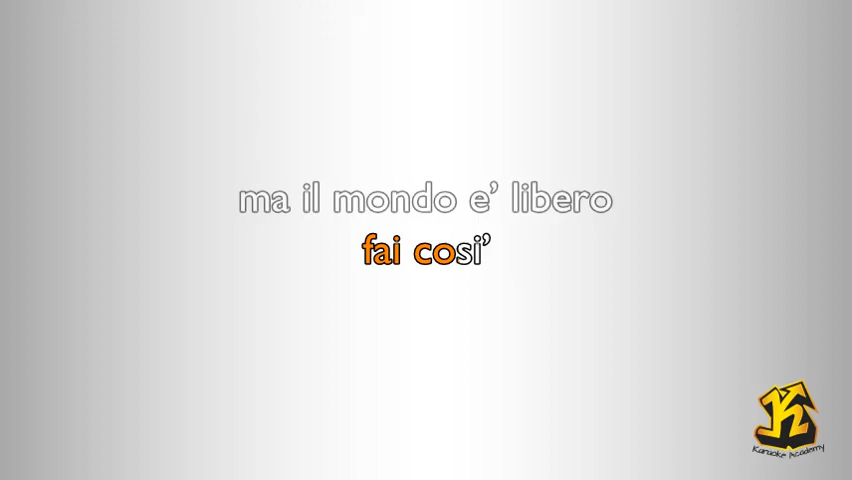 ma il mondo e’ libero
fai cosi’
K
Karaoke Academy